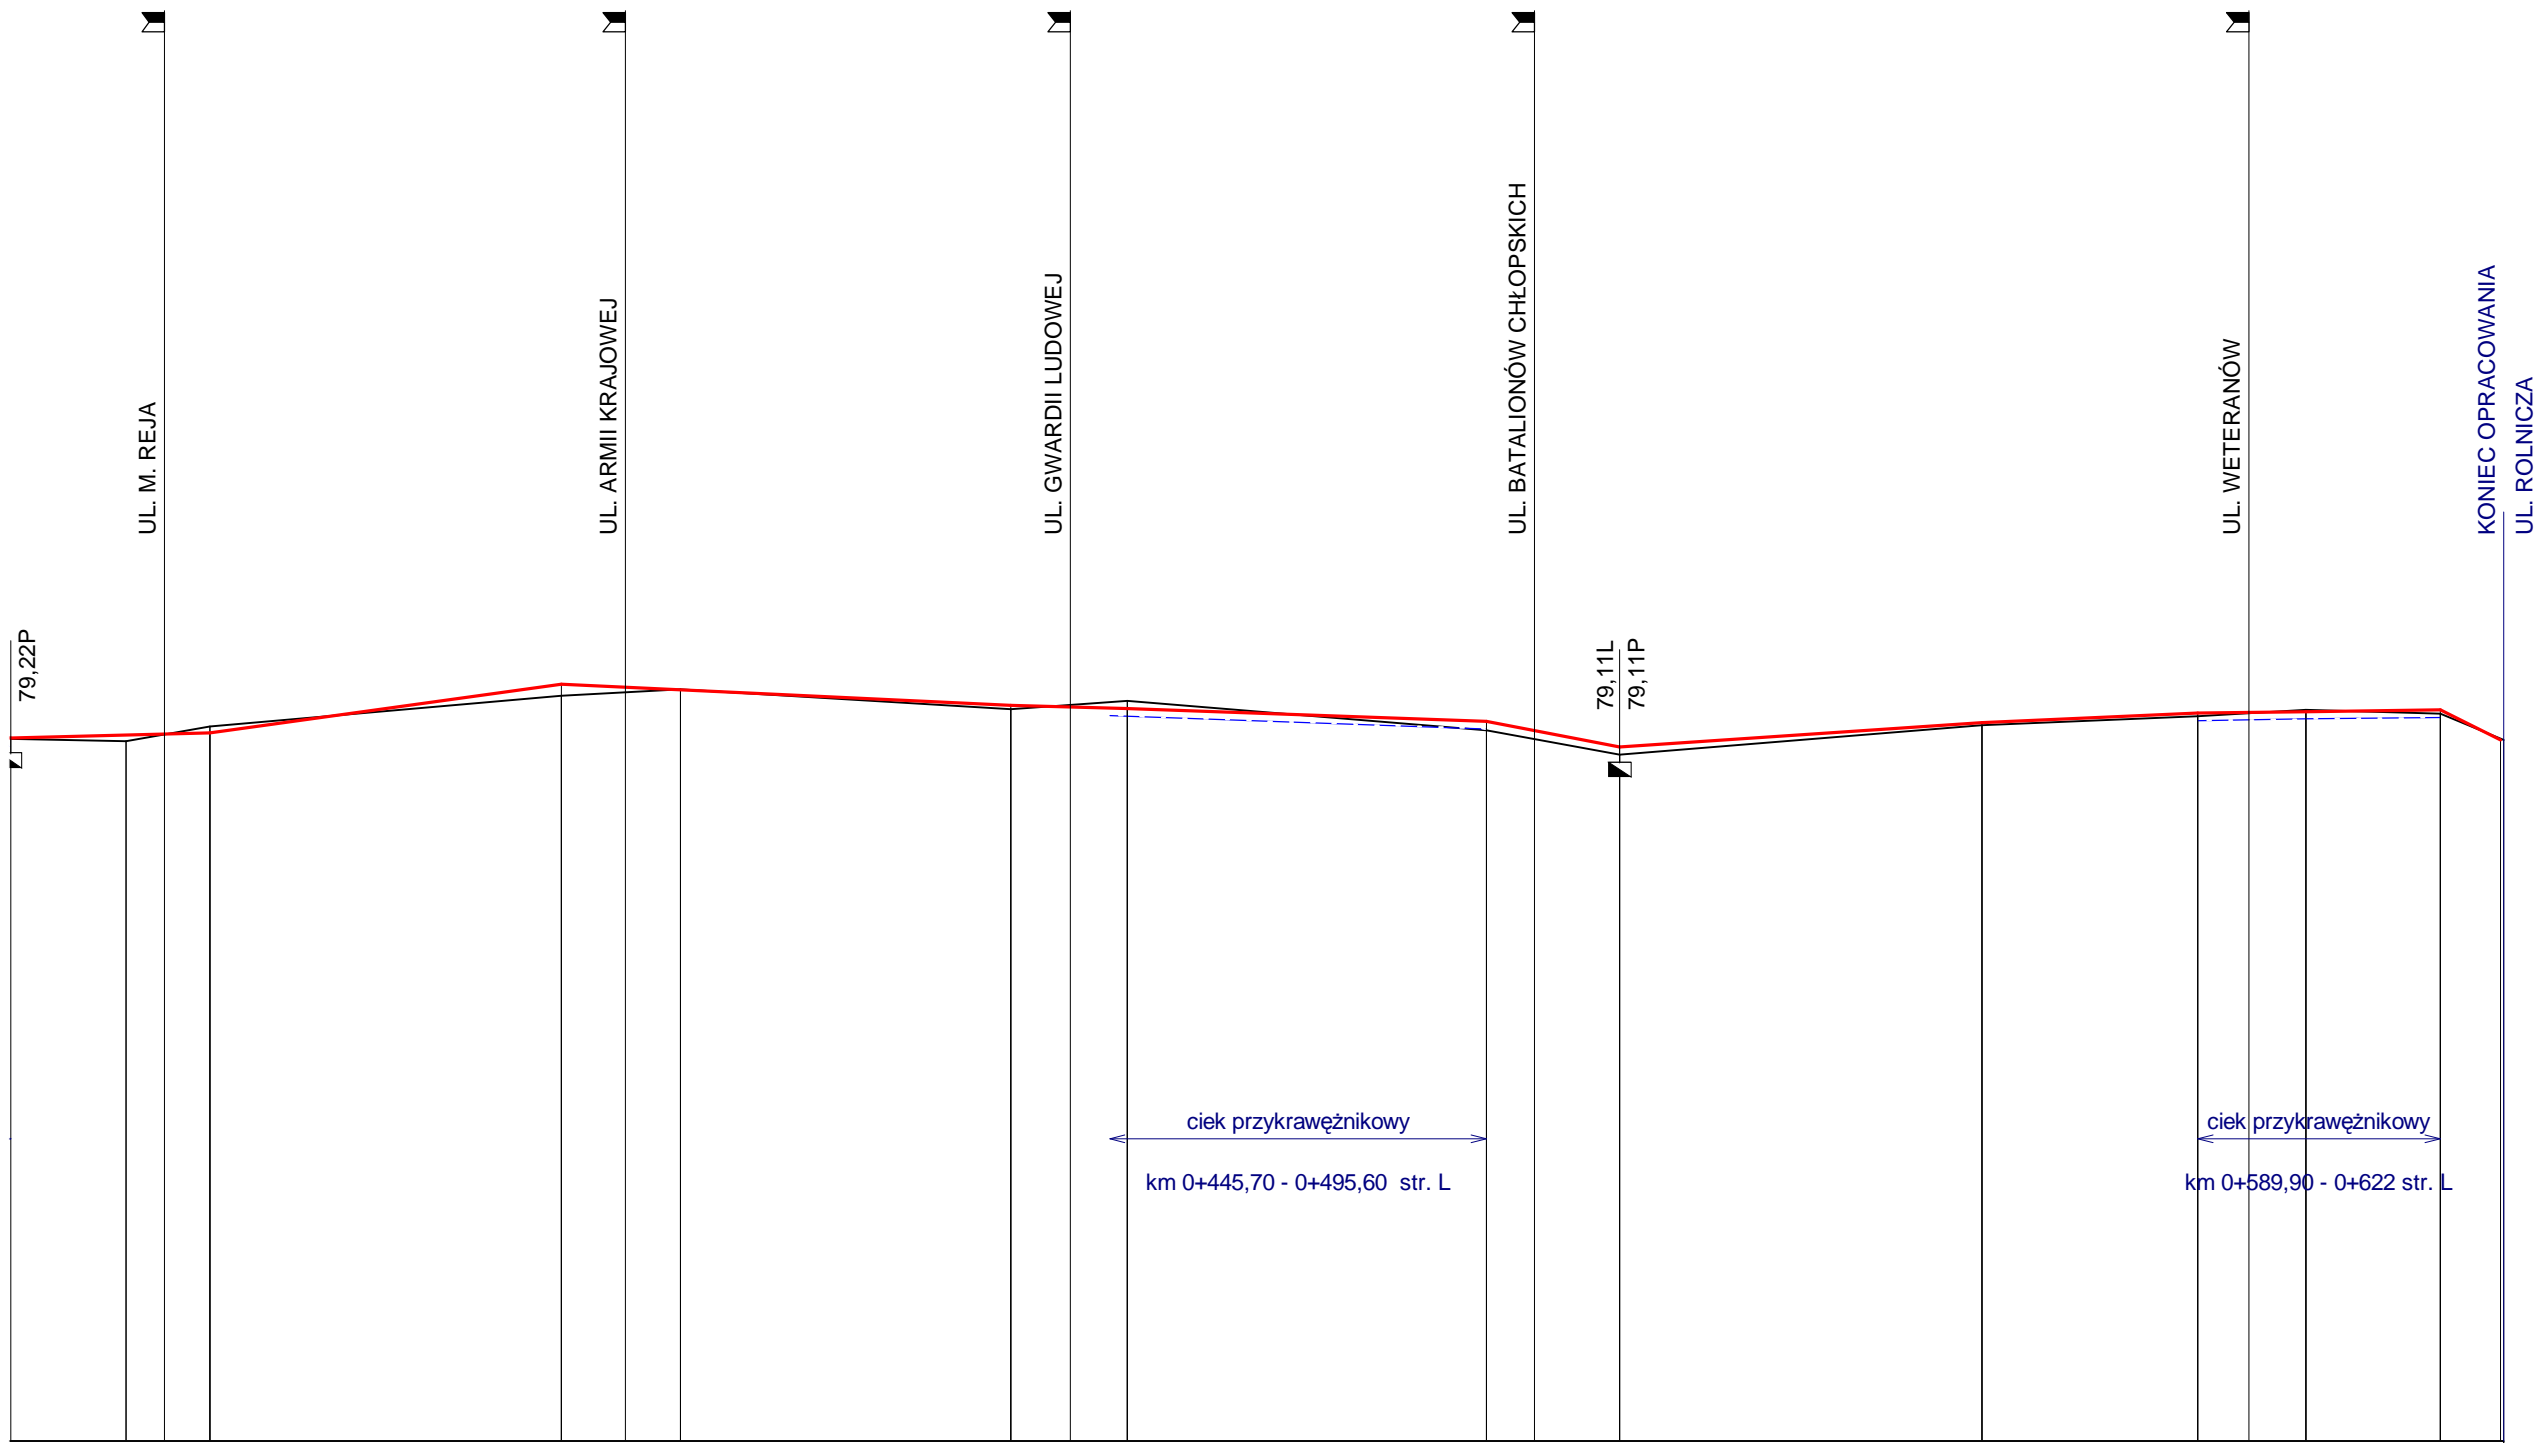 79,22P
UL. M. REJA
UL. ARMII KRAJOWEJ
UL. GWARDII LUDOWEJ
UL. BATALIONÓW CHŁOPSKICH
79,11L
79,11P
UL. WETERANÓW
KONIEC OPRACOWANIA
UL. ROLNICZA
ciek przykrawężnikowy
km 0+445,70 - 0+495,60 str. L
ciek przykrawężnikowy
km 0+589,90 - 0+622 str. L